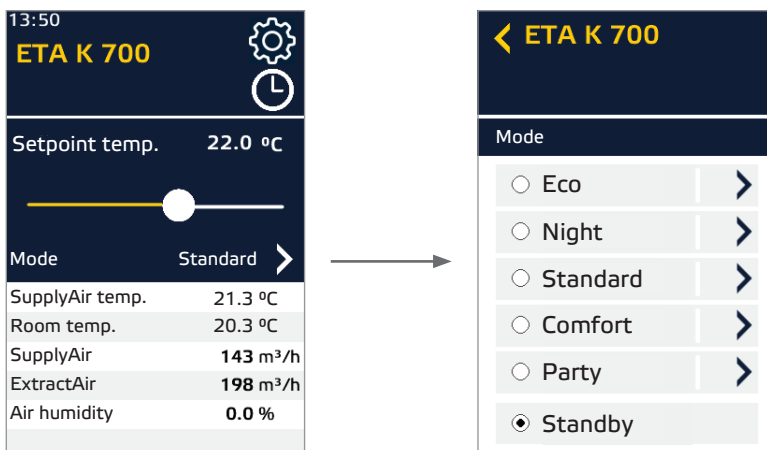 13:50
ETA K 700
Setpoint temp. 22.0 ºC
Mode Standard
SupplyAir temp. 21.3 ºC
Room temp. 20.3 ºC
SupplyAir 143 m³/h
ExtractAir 198 m³/h
Air humidity 0.0 %
ETA K 700
Mode
Eco
Night
Standard
Comfort
Party
Standby